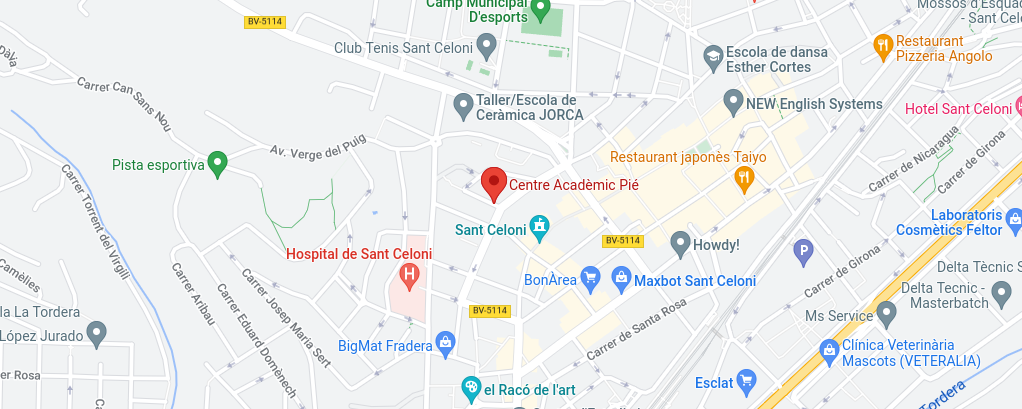 Camp Municipal
D'esports
Mossos d'Esquad
- Sant Celo
BV-5114
Restaurant
Pizzeria Angolo
Club Tenis Sant Celoni
Escola de dansa
Esther Cortes
Dàva
Carrer Can Sans Nou
Taller/Escola de
Ceràmica JORCA
NEW English Systems
Hotel Sant Celoni
Av. Verge del Puig
Carrer de Nicaragua
Carrer de Girona
Restaurant japonès Taiyo
Pista esportiva
Centre Acadèmic Pié
Carrer Torrent del Virgili
Sant Celoni
Laboratoris
Cosmètics Feltor
BV-5114
Howdy!
P
Hospital de Sant Celoni
H
Carrer de Girona
Camèlies
Carrer Aribau
Carrer Eduard Domènech
Carrer Josep Maria Sert
BonÀrea
Maxbot Sant Celoni
Delta Tècnic S
Delta Tecnic -
Masterbatch
la La Tordera
López Jurado
BV-5114
Ms Service
Carrer de Santa Rosa
BigMat Fradera
Clínica Veterinària
Mascots (VETERALIA)
er Rosa
el Racó de l'art
Esclat
Tordera